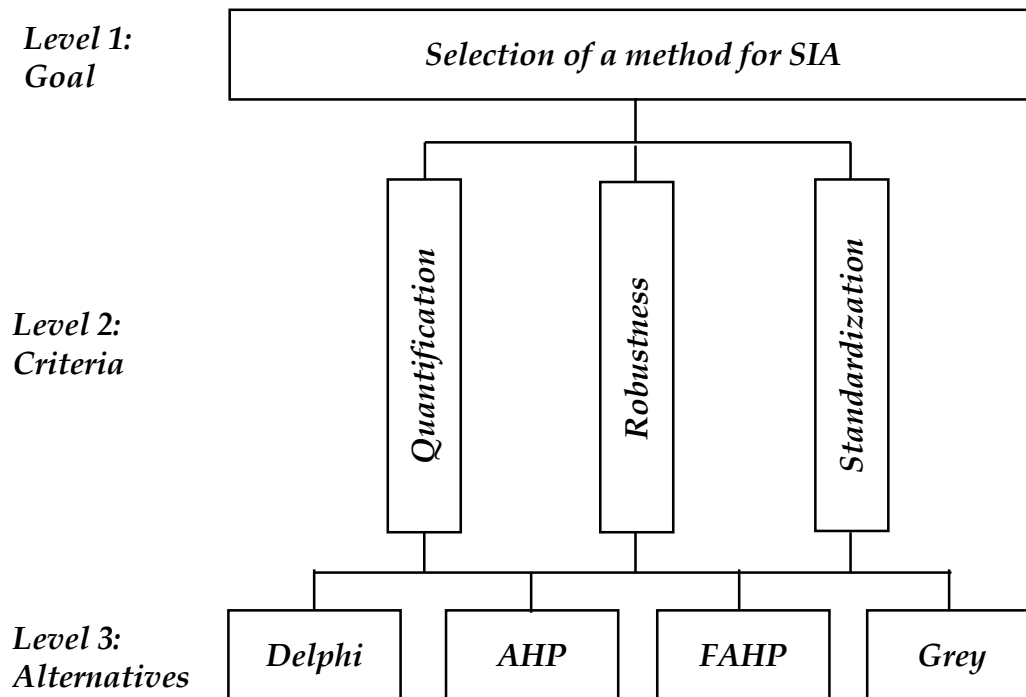 Level 1:
Goal
Selection of a method for SIA
Level 2:
Criteria
Quantification
Robustness
Standardization
Level 3:
Alternatives
Delphi
AHP
FAHP
Grey